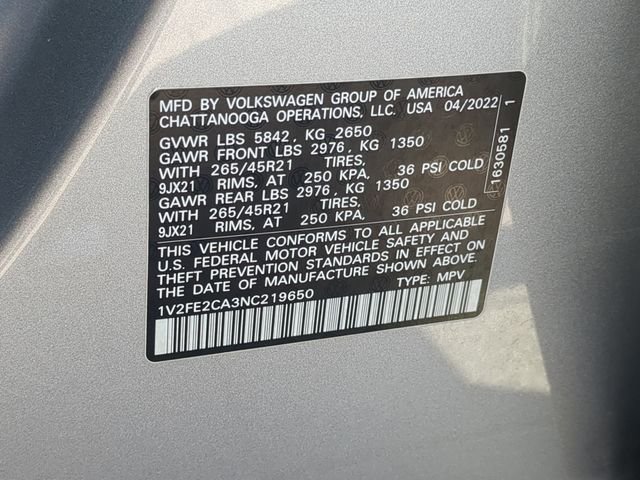 MFD BY VOLKSWAGEN GROUP OF AMERICA
CHATTANOOGA OPERATIONS, LLC. USA 04/2022
GVWR LBS 5842, KG 2650
GAWR FRONT LBS 2976, KG 1350
WITH 265/45R21 TIRES,
9JX21 RIMS, AT 250 KPA, 36 PSI COLD
GAWR REAR LBS 2976, KG 1350
WITH 265/45R21 TIRES,
9JX21 RIMS, AT 250 KPA, 36 PSI COLD
THIS VEHICLE CONFORMS TO ALL APPLICABLE
U.S. FEDERAL MOTOR VEHICLE SAFETY AND
THEFT PREVENTION STANDARDS IN EFFECT ON
THE DATE OF MANUFACTURE SHOWN ABOVE.
1V2FE2CA3NC219650 TYPE: MPV
1630581 1